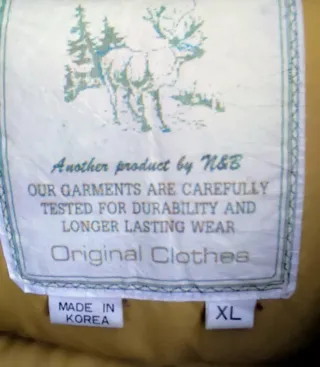 Another product by N&B
OUR GARMENTS ARE CAREFULLY
TESTED FOR DURABILITY AND
LONGER LASTING WEAR
Original Clothes
MADE IN
KOREA
XL